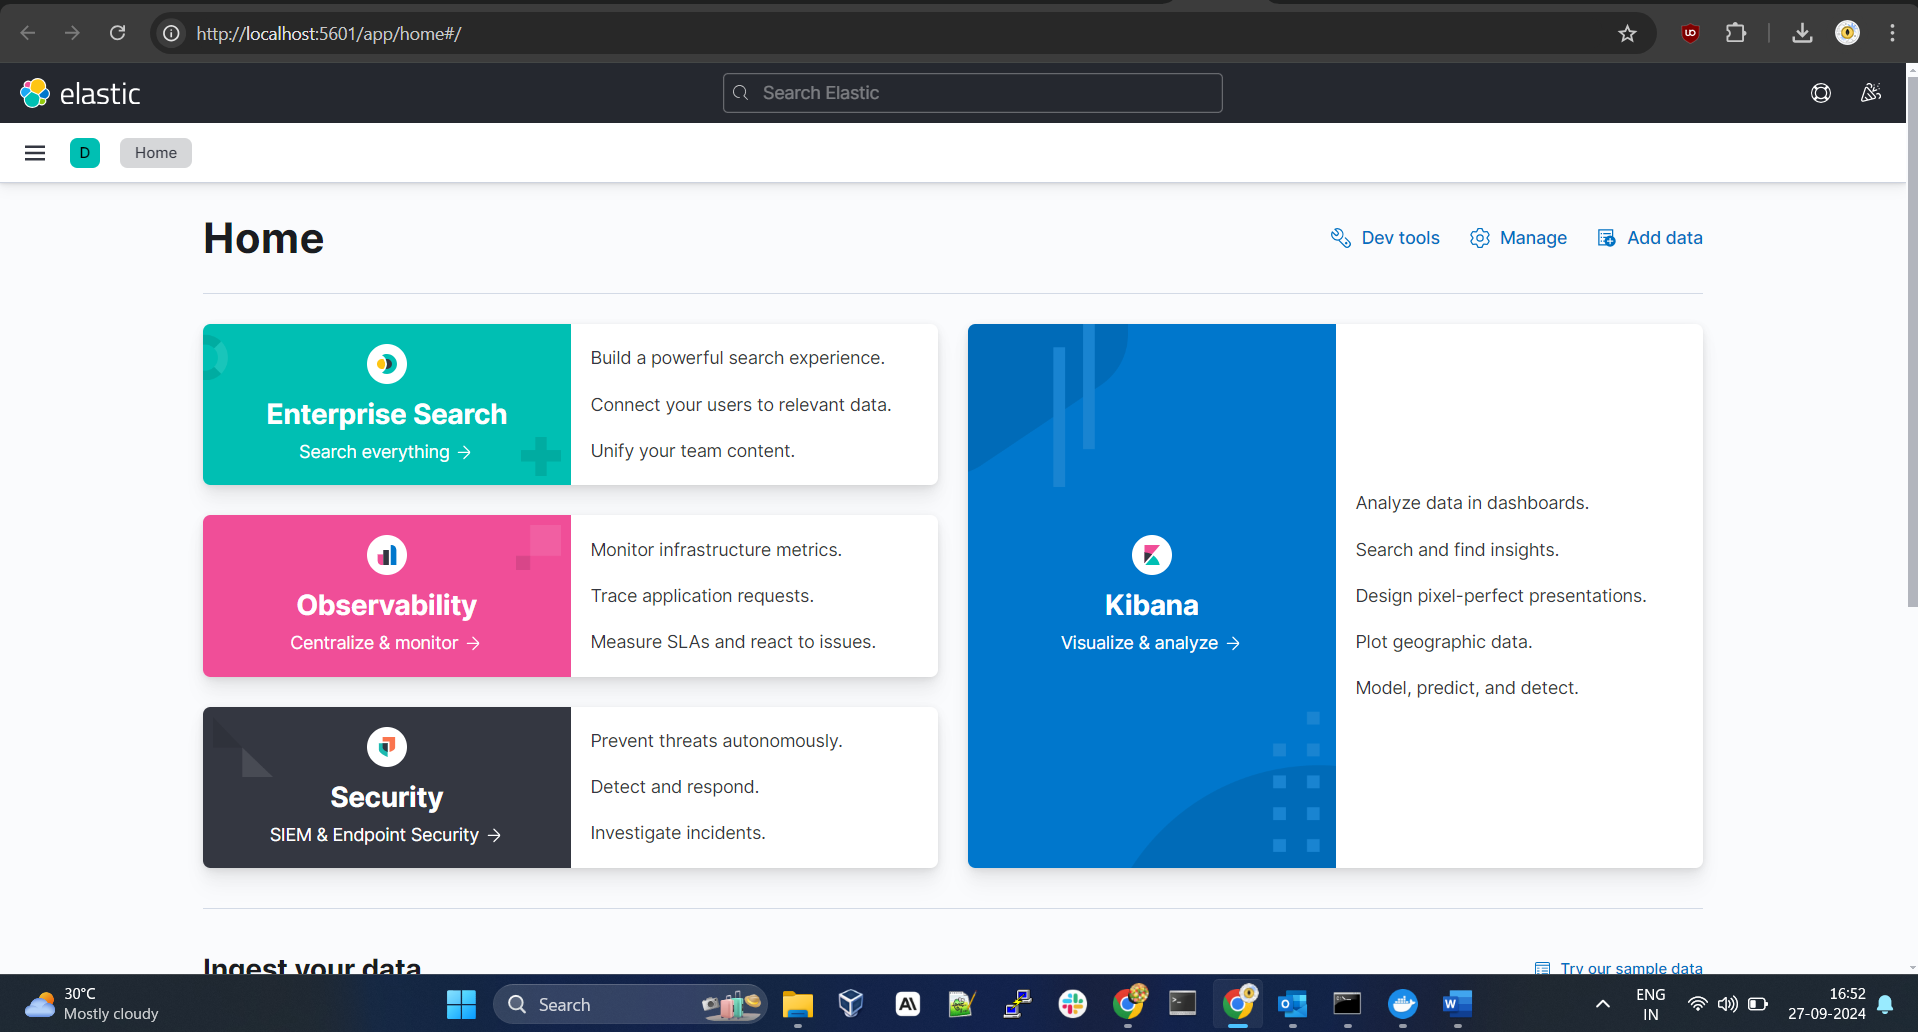 http://localhost:5601/app/home#/
elastic
Search Elastic
D
Home
Home
Dev tools
Manage
Add data
Enterprise Search
Search everything →
Build a powerful search experience.
Connect your users to relevant data.
Unify your team content.
Observability
Centralize & monitor →
Monitor infrastructure metrics.
Trace application requests.
Measure SLAs and react to issues.
Security
SIEM & Endpoint Security →
Prevent threats autonomously.
Detect and respond.
Investigate incidents.
Kibana
Visualize & analyze →
Analyze data in dashboards.
Search and find insights.
Design pixel-perfect presentations.
Plot geographic data.
Model, predict, and detect.
Ingest your data
Try our sample data
30°C
Mostly cloudy
Search
ENG
IN
16:52
27-09-2024